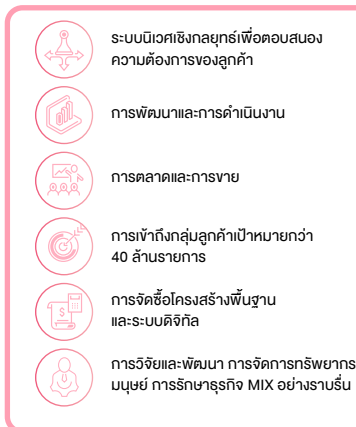 ระบบนิเวศเชิงกลยุทธ์เพื่อตอบสนอง
ความต้องการของลูกค้า
การพัฒนาและการดำเนินงาน
การตลาดและการขาย
การเข้าถึงกลุ่มลูกค้าเป้าหมายกว่า
40 ล้านรายการ
การจัดซื้อโครงสร้างพื้นฐาน
และระบบดิจิทัล
$
การวิจัยและพัฒนา การจัดการทรัพยากร
มนุษย์ การรักษาธุรกิจ MIX อย่างราบรื่น